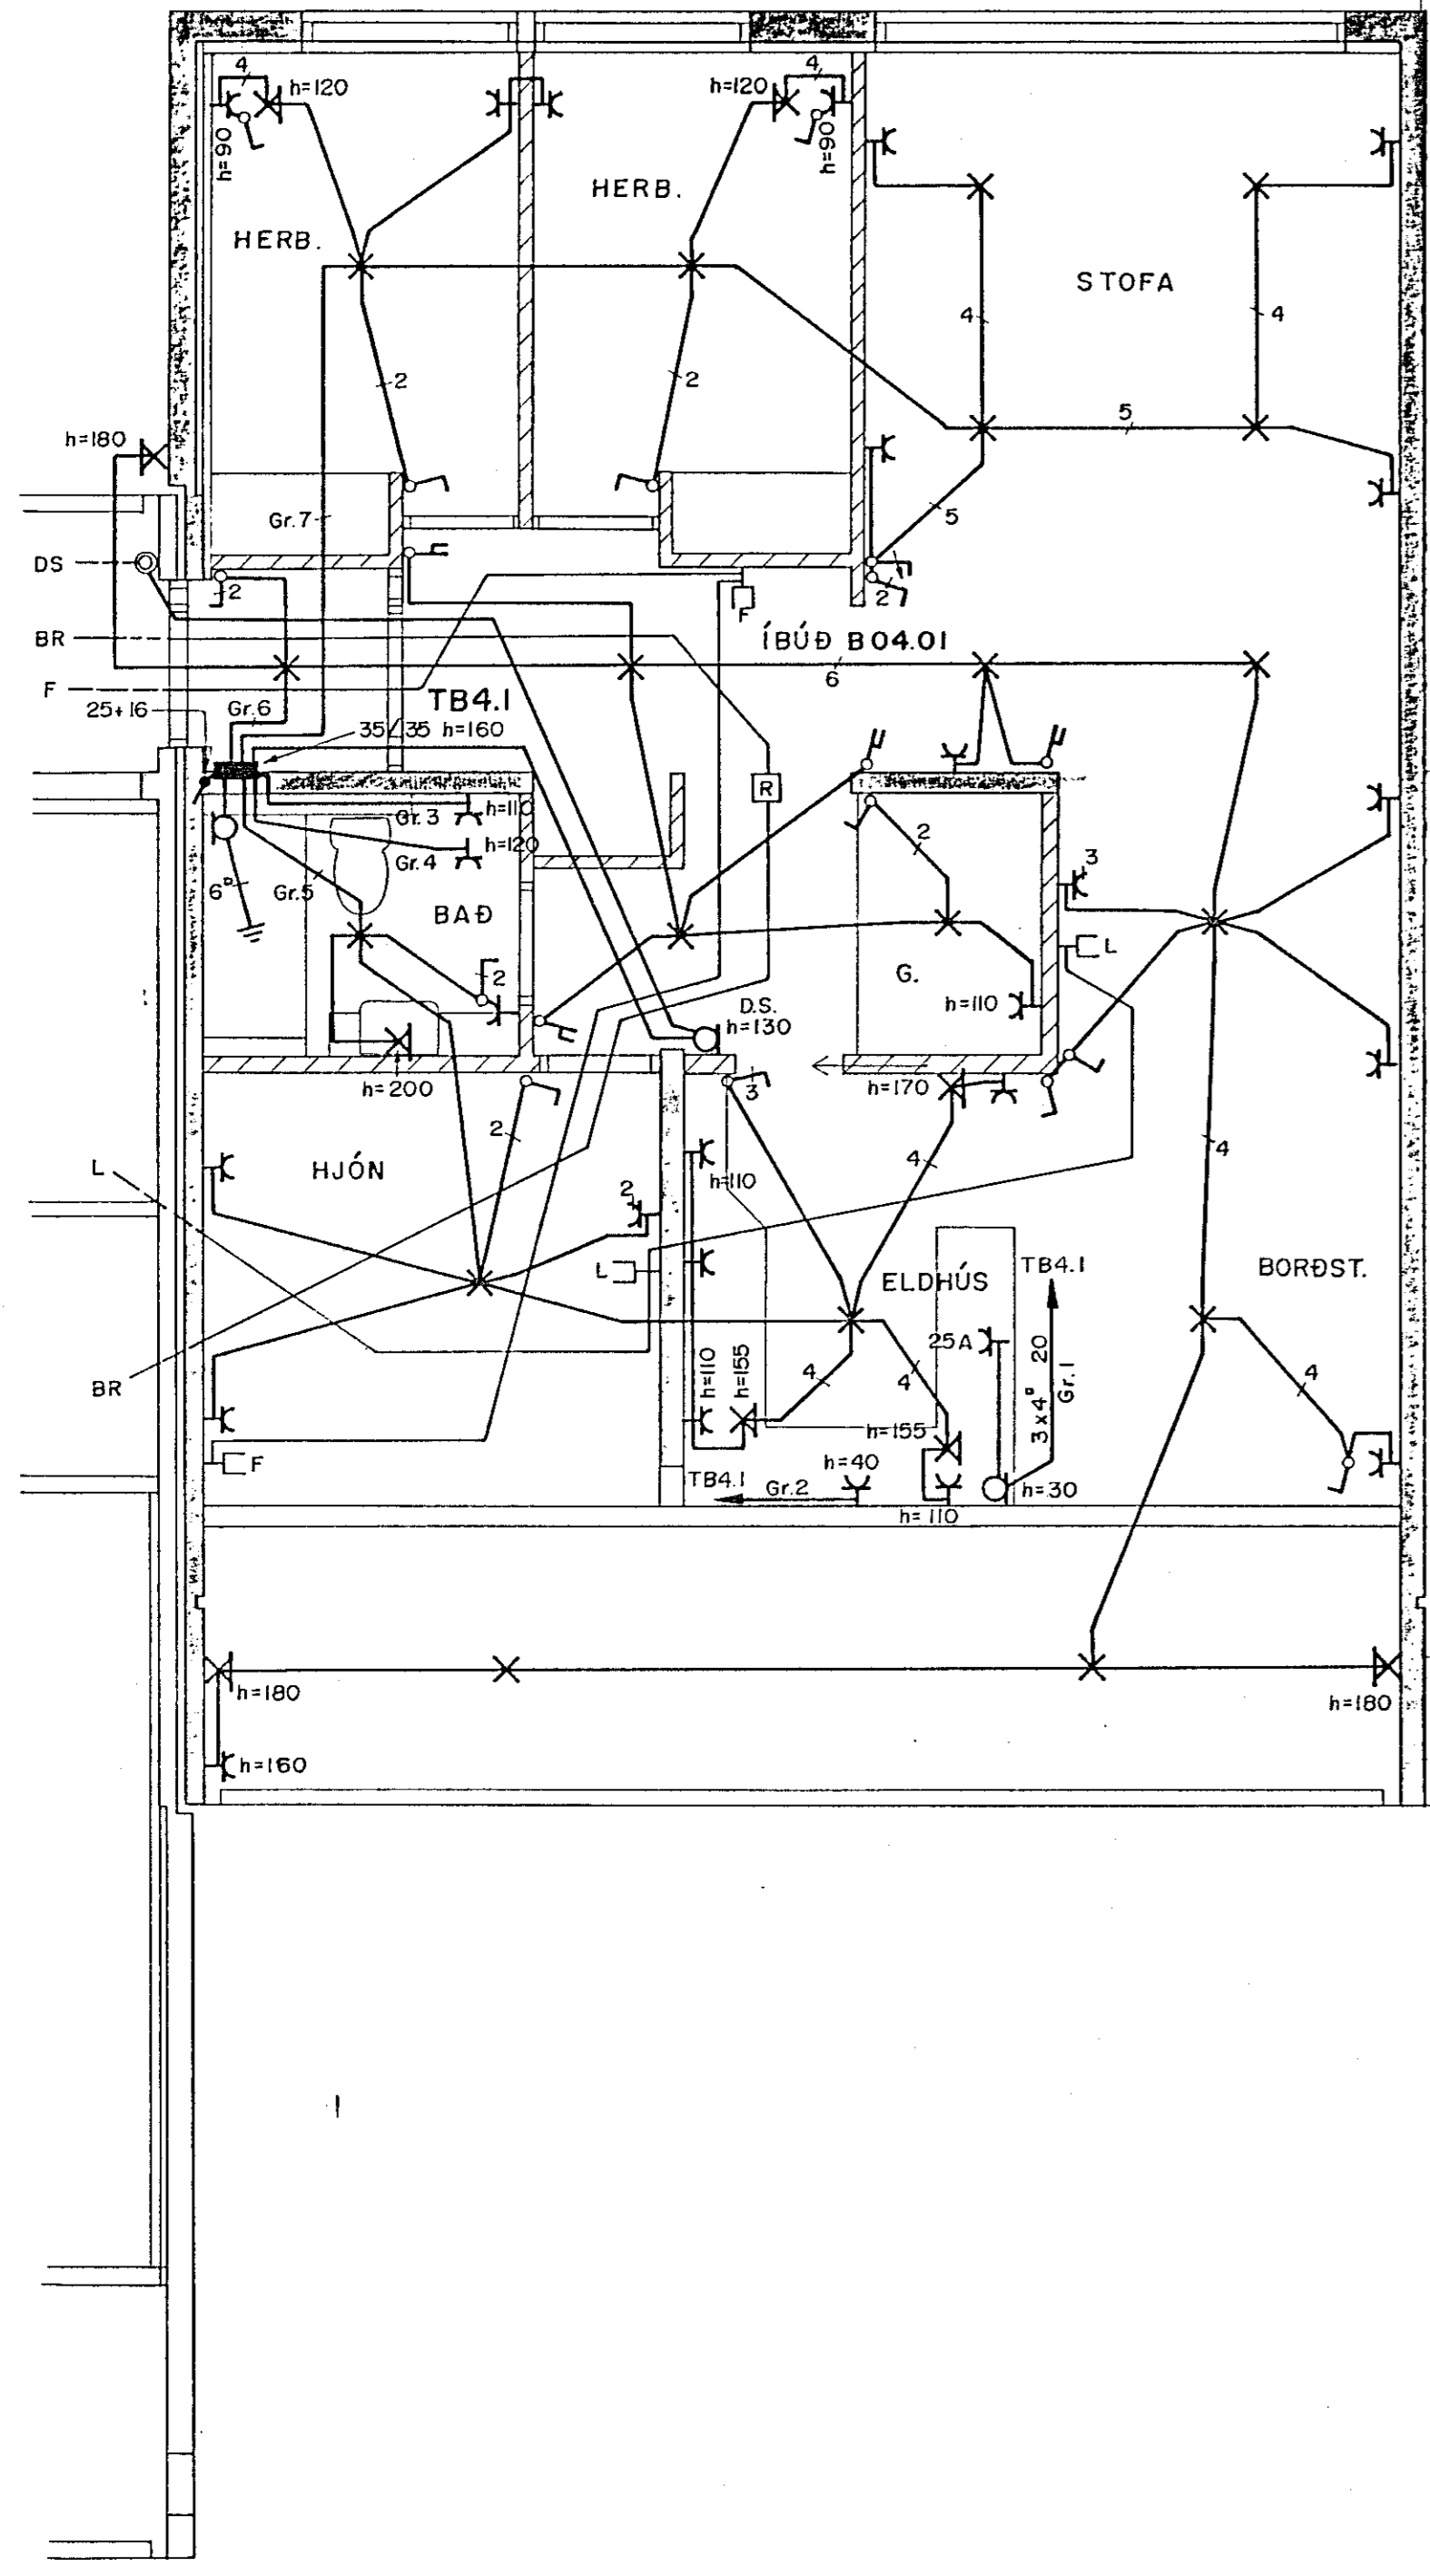 4
h=120
h=90
h=120
4
h=90
HERB.
HERB.
STOFA
4
4
2
2
5
h=180
Gr.7
5
DS
2
F
2
BR
ÍBÚÐ B04.01
6
F
TB4.1
25+16
Gr.6
35/35 h=160
R
Gr.3
h=110
Gr.4
h=120
2
3
6□
Gr.5
BAÐ
2
L
G.
h=110
D.S.
h=130
h=200
3
h=170
2
4
4
L
HJÓN
h=110
2
L
ELDHÚS
TB4.1
BORÐST.
25A
3x4□ 20
Gr.1
BR
h=110
h=155
4
4
4
h=155
F
TB4.1
Gr.2
h=40
h=30
h=110
h=180
h=180
h=160